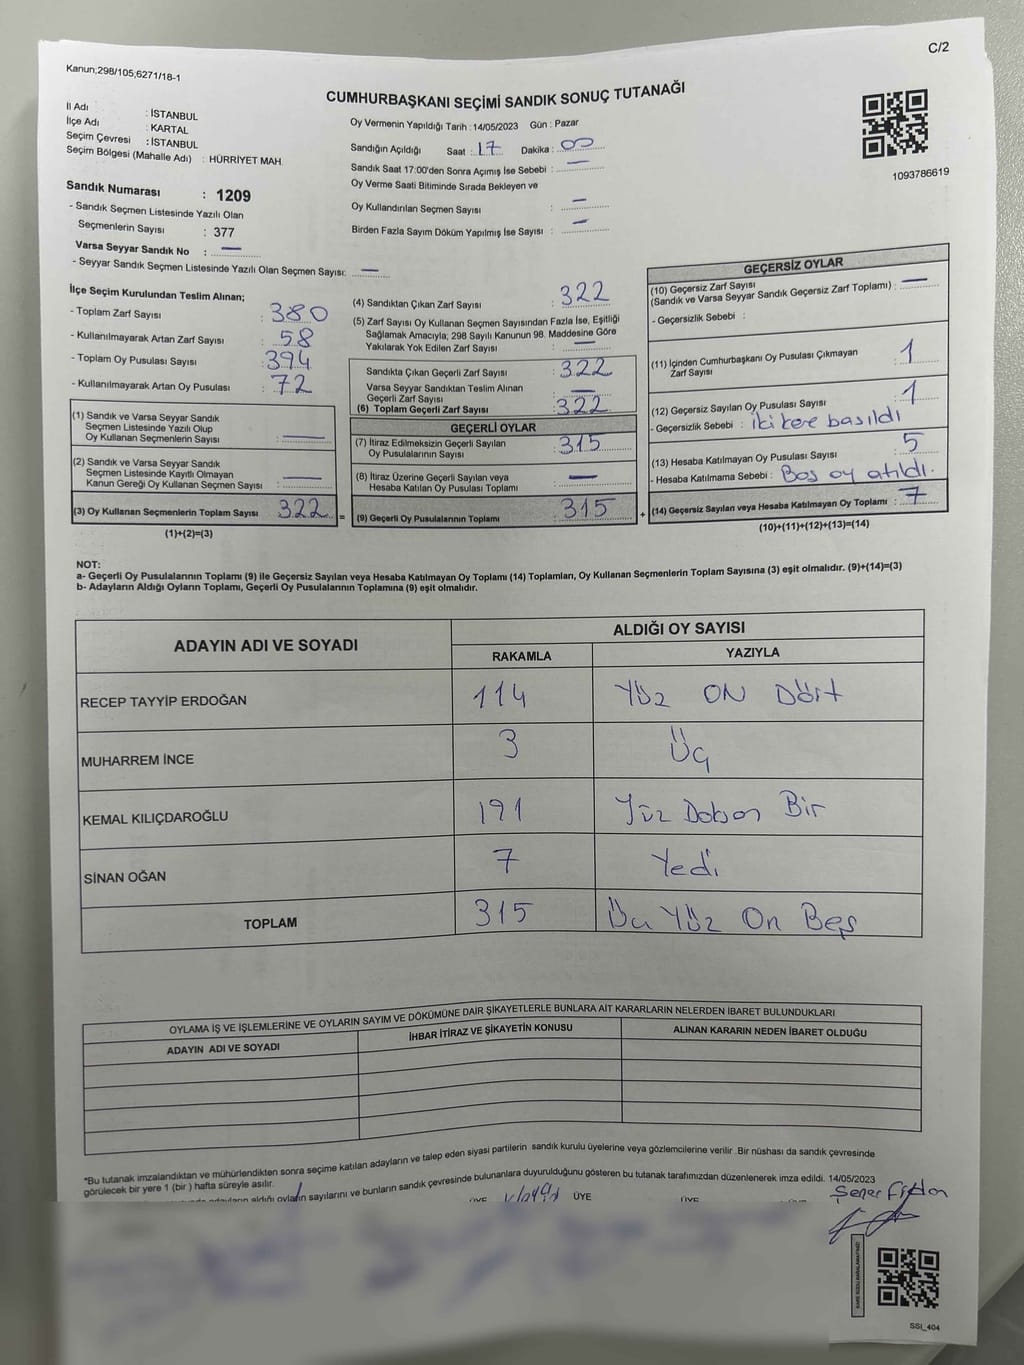 C/2
Kanun;298/105;6271/18-1
CUMHURBAŞKANI SEÇİMİ SANDIK SONUÇ TUTANAĞI
İl Adı : İSTANBUL
İlçe Adı : KARTAL
Seçim Çevresi : İSTANBUL
Seçim Bölgesi (Mahalle Adı) : HÜRRİYET MAH.
Oy Vermenin Yapıldığı Tarih : 14/05/2023 Gün : Pazar
Sandığın Açıldığı Saat : 17 Dakika : 00
Sandık Saat 17:00'den Sonra Açımış İse Sebebi : —
Oy Verme Saati Bitiminde Sırada Bekleyen ve
Oy Kullandırılan Seçmen Sayısı : —
Birden Fazla Sayım Döküm Yapılmış İse Sayısı : —
1093786619
Sandık Numarası : 1209
- Sandık Seçmen Listesinde Yazılı Olan
Seçmenlerin Sayısı : 377
Varsa Seyyar Sandık No : —
- Seyyar Sandık Seçmen Listesinde Yazılı Olan Seçmen Sayısı: —
İlçe Seçim Kurulundan Teslim Alınan;
- Toplam Zarf Sayısı : 380
- Kullanılmayarak Artan Zarf Sayısı : 58
- Toplam Oy Pusulası Sayısı : 394
- Kullanılmayarak Artan Oy Pusulası : 72
(1) Sandık ve Varsa Seyyar Sandık
Seçmen Listesinde Yazılı Olup
Oy Kullanan Seçmenlerin Sayısı : —
(2) Sandık ve Varsa Seyyar Sandık
Seçmen Listesinde Kayıtlı Olmayan
Kanun Gereği Oy Kullanan Seçmen Sayısı : —
(3) Oy Kullanan Seçmenlerin Toplam Sayısı : 322
(1)+(2)=(3)
=
(4) Sandıktan Çıkan Zarf Sayısı : 322
(5) Zarf Sayısı Oy Kullanan Seçmen Sayısından Fazla İse, Eşitliği
Sağlamak Amacıyla; 298 Sayılı Kanunun 98. Maddesine Göre
Yakılarak Yok Edilen Zarf Sayısı : —
Sandıkta Çıkan Geçerli Zarf Sayısı : 322
Varsa Seyyar Sandıktan Teslim Alınan
Geçerli Zarf Sayısı : —
(6) Toplam Geçerli Zarf Sayısı : 322
GEÇERLİ OYLAR
(7) İtiraz Edilmeksizin Geçerli Sayılan
Oy Pusulalarının Sayısı : 315
(8) İtiraz Üzerine Geçerli Sayılan veya
Hesaba Katılan Oy Pusulası Toplamı : —
(9) Geçerli Oy Pusulalarının Toplamı : 315
+
GEÇERSİZ OYLAR
(10) Geçersiz Zarf Sayısı
(Sandık ve Varsa Seyyar Sandık Geçersiz Zarf Toplamı) : —
- Geçersizlik Sebebi :
(11) İçinden Cumhurbaşkanı Oy Pusulası Çıkmayan
Zarf Sayısı : 1
(12) Geçersiz Sayılan Oy Pusulası Sayısı : 1
- Geçersizlik Sebebi : iki kere basıldı
(13) Hesaba Katılmayan Oy Pusulası Sayısı : 5
- Hesaba Katılmama Sebebi : Boş oy atıldı.
(14) Geçersiz Sayılan veya Hesaba Katılmayan Oy Toplamı : 7
(10)+(11)+(12)+(13)=(14)
NOT:
a- Geçerli Oy Pusulalarının Toplamı (9) ile Geçersiz Sayılan veya Hesaba Katılmayan Oy Toplamı (14) Toplamları, Oy Kullanan Seçmenlerin Toplam Sayısına (3) eşit olmalıdır. (9)+(14)=(3)
b- Adayların Aldığı Oyların Toplamı, Geçerli Oy Pusulalarının Toplamına (9) eşit olmalıdır.
ADAYIN ADI VE SOYADI
ALDIĞI OY SAYISI
RAKAMLA YAZIYLA
RECEP TAYYİP ERDOĞAN 114 Yüz ON Dört
MUHARREM İNCE 3 Üç
KEMAL KILIÇDAROĞLU 191 Yüz Doksan Bir
SİNAN OĞAN 7 Yedi
TOPLAM 315 Üç Yüz On Beş
OYLAMA İŞ VE İŞLEMLERİNE VE OYLARIN SAYIM VE DÖKÜMÜNE DAİR ŞİKAYETLERLE BUNLARA AİT KARARLARIN NELERDEN İBARET BULUNDUKLARI
ADAYIN ADI VE SOYADI İHBAR İTİRAZ VE ŞİKAYETİN KONUSU ALINAN KARARIN NEDEN İBARET OLDUĞU
*Bu tutanak imzalandıktan ve mühürlendikten sonra seçime katılan adayların ve talep eden siyasi partilerin sandık kurulu üyelerine veya gözlemcilerine verilir .Bir nüshası da sandık çevresinde
görülecek bir yere 1 (bir ) hafta süreyle asılır.
adayların aldığı oyların sayılarını ve bunların sandık çevresinde bulunanlara duyurulduğunu gösteren bu tutanak tarafımızdan düzenlenerek imza edildi. 14/05/2023
ÜYE ÜYE ÜYE
Şener
SSI_404